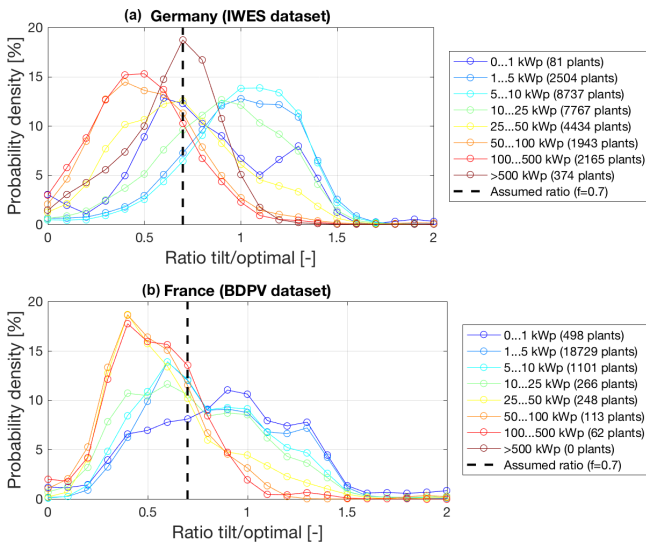 (a) Germany (IWES dataset)
Probability density [%]
20
15
10
5
0
0 0.5 1 1.5 2
Ratio tilt/optimal [-]
0...1 kWp (81 plants)
1...5 kWp (2504 plants)
5...10 kWp (8737 plants)
10...25 kWp (7767 plants)
25...50 kWp (4434 plants)
50...100 kWp (1943 plants)
100...500 kWp (2165 plants)
>500 kWp (374 plants)
Assumed ratio (f=0.7)
(b) France (BDPV dataset)
Probability density [%]
20
15
10
5
0
0 0.5 1 1.5 2
Ratio tilt/optimal [-]
0...1 kWp (498 plants)
1...5 kWp (18729 plants)
5...10 kWp (1101 plants)
10...25 kWp (266 plants)
25...50 kWp (248 plants)
50...100 kWp (113 plants)
100...500 kWp (62 plants)
>500 kWp (0 plants)
Assumed ratio (f=0.7)